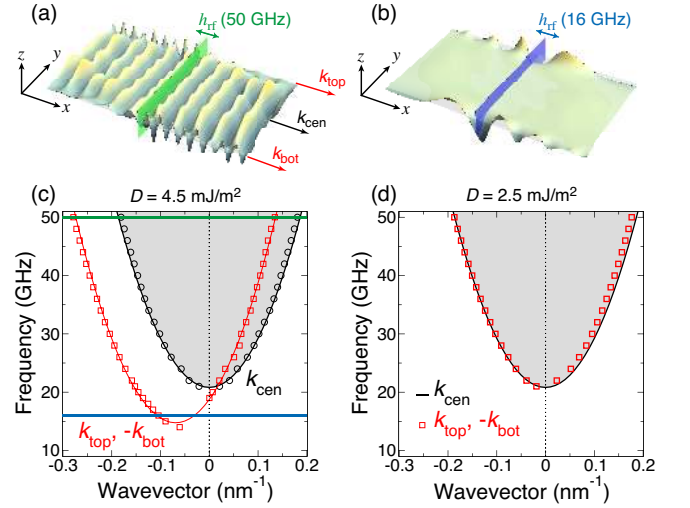 (a)
h_rf (50 GHz)
z
y
x
k_top
k_cen
k_bot
(b)
h_rf (16 GHz)
z
y
x
(c)
D = 4.5 mJ/m²
Frequency (GHz)
50
40
30
20
10
k_cen
k_top, -k_bot
-0.3 -0.2 -0.1 0 0.1 0.2
Wavevector (nm⁻¹)
(d)
D = 2.5 mJ/m²
Frequency (GHz)
50
40
30
20
10
k_cen
k_top, -k_bot
-0.3 -0.2 -0.1 0 0.1 0.2
Wavevector (nm⁻¹)